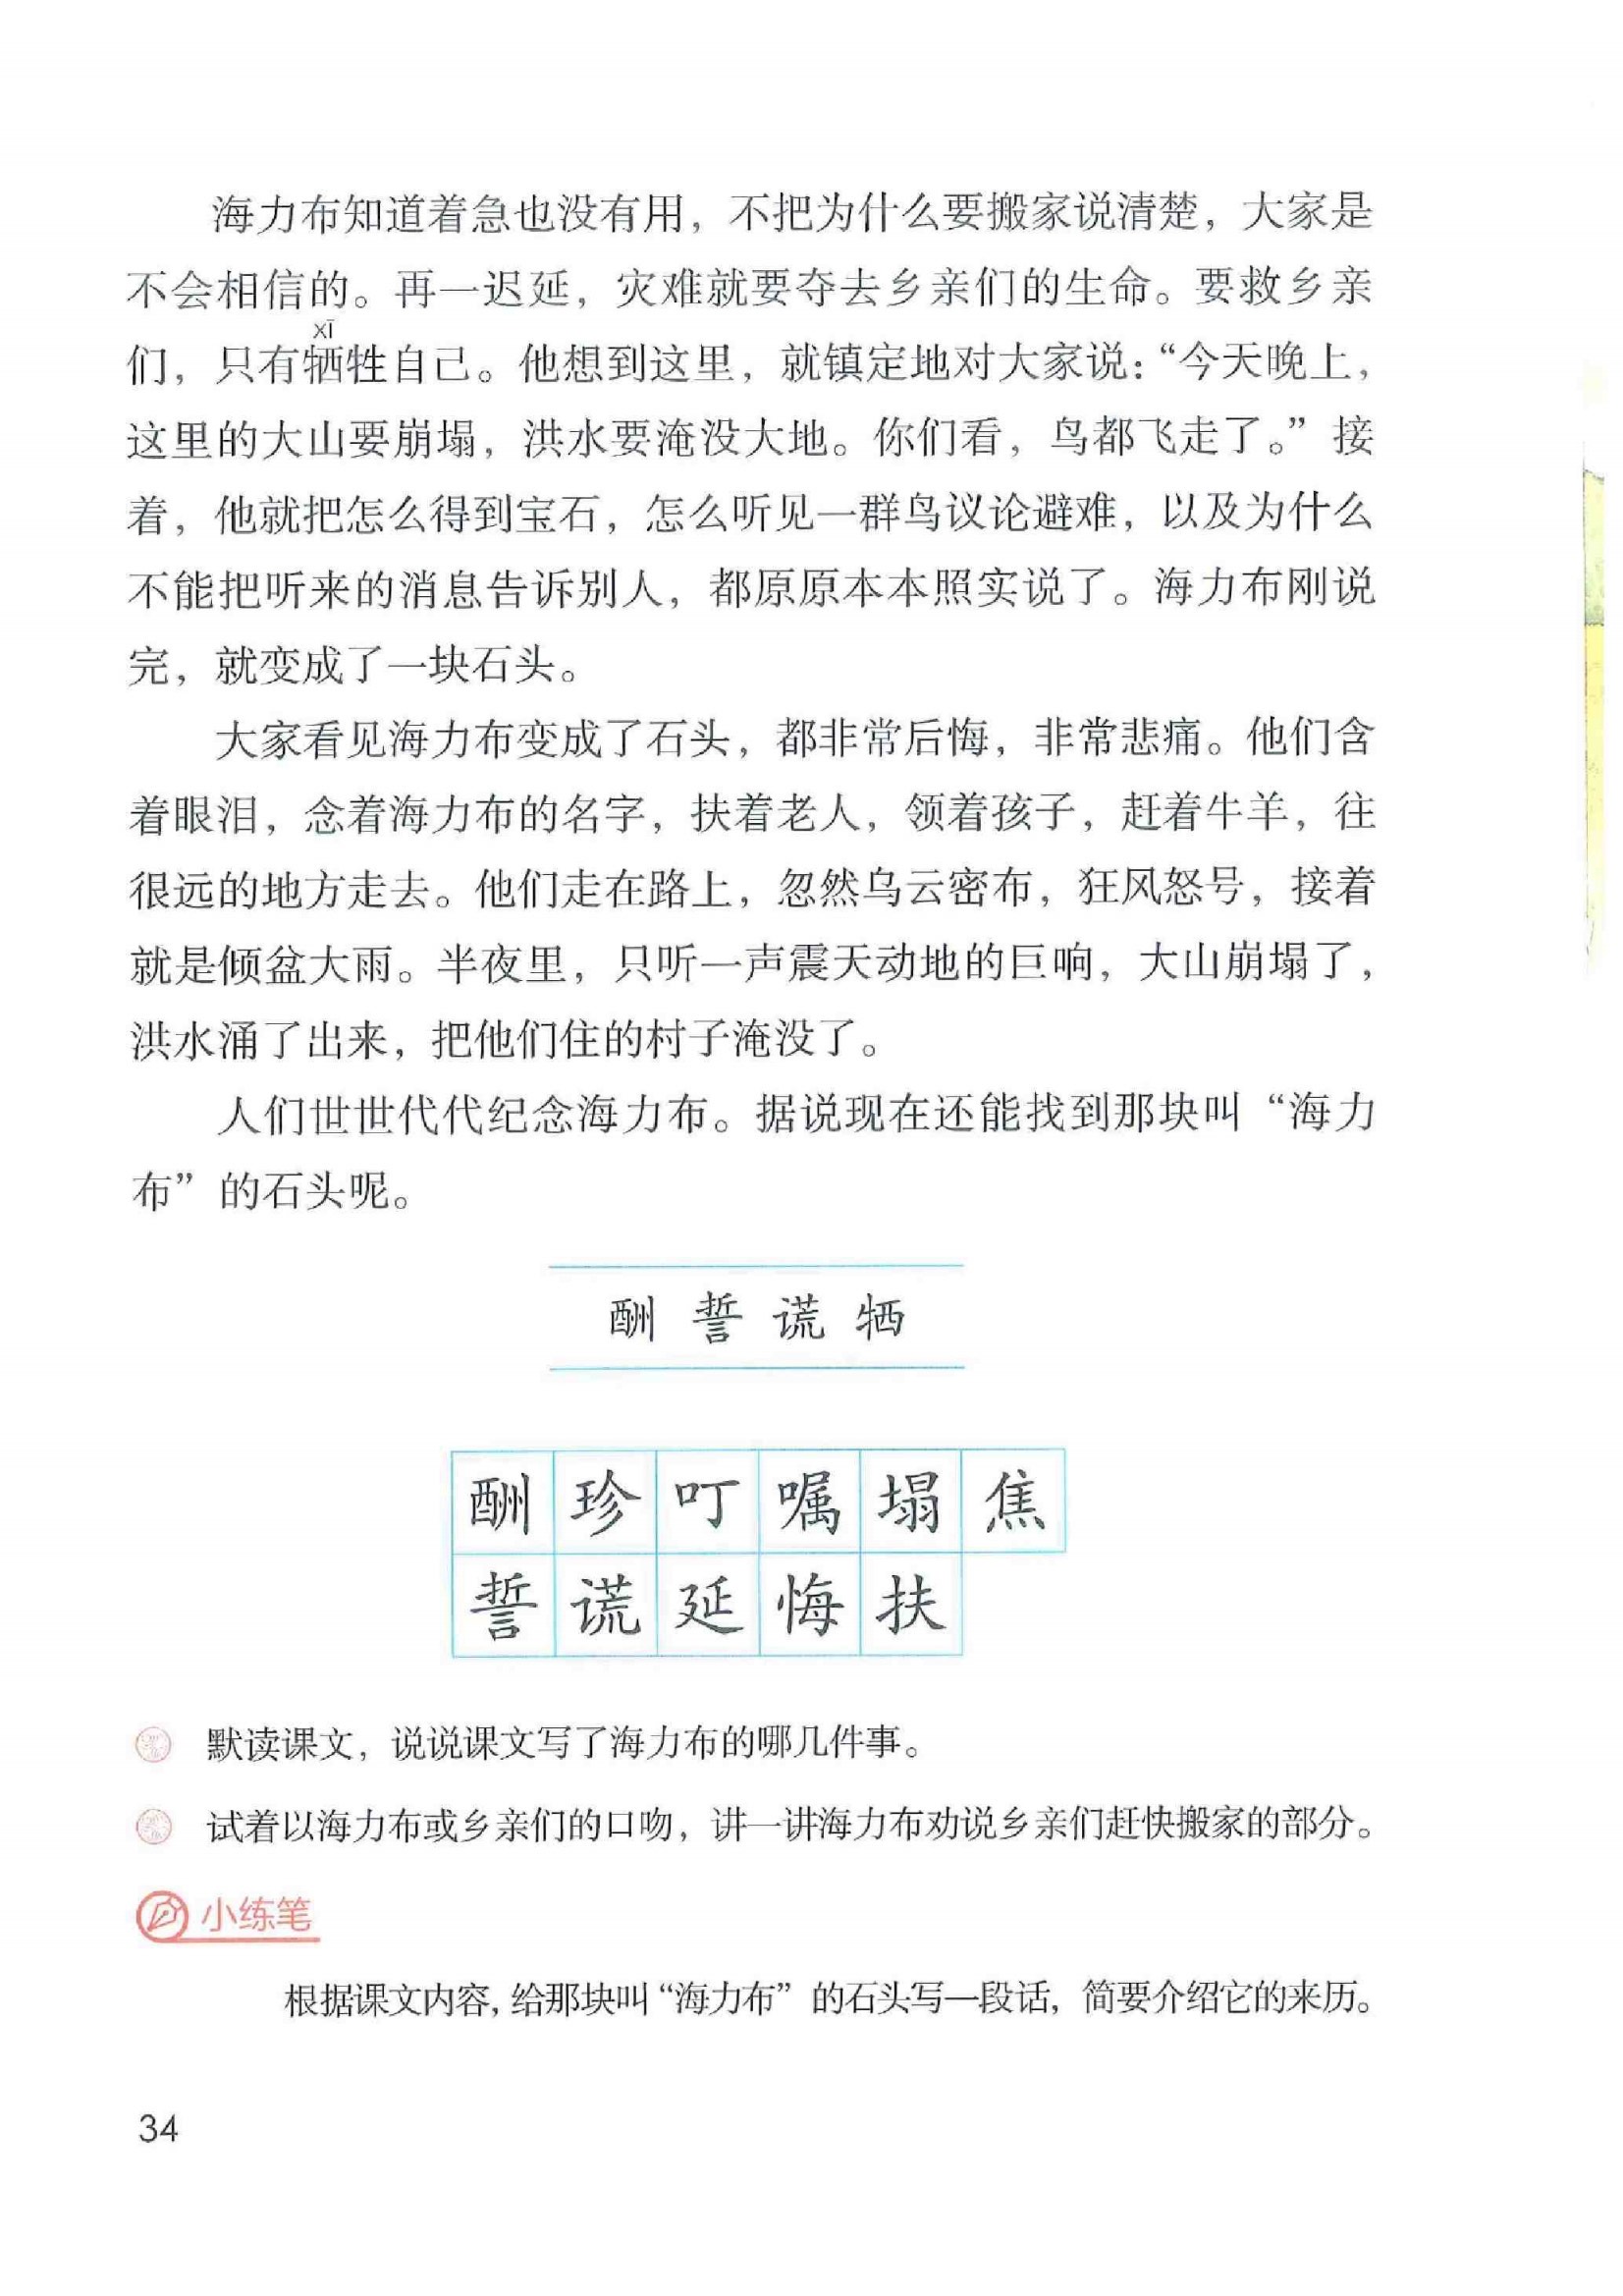 海力布知道着急也没有用，不把为什么要搬家说清楚，大家是
不会相信的。再一迟延，灾难就要夺去乡亲们的生命。要救乡亲
xī
们，只有牺牲自己。他想到这里，就镇定地对大家说：“今天晚上，
这里的大山要崩塌，洪水要淹没大地。你们看，鸟都飞走了。”接
着，他就把怎么得到宝石，怎么听见一群鸟议论避难，以及为什么
不能把听来的消息告诉别人，都原原本本照实说了。海力布刚说
完，就变成了一块石头。
大家看见海力布变成了石头，都非常后悔，非常悲痛。他们含
着眼泪，念着海力布的名字，扶着老人，领着孩子，赶着牛羊，往
很远的地方走去。他们走在路上，忽然乌云密布，狂风怒号，接着
就是倾盆大雨。半夜里，只听一声震天动地的巨响，大山崩塌了，
洪水涌了出来，把他们住的村子淹没了。
人们世世代代纪念海力布。据说现在还能找到那块叫“海力
布”的石头呢。
酬 誓 谎 牺
酬 珍 叮 嘱 塌 焦
誓 谎 延 悔 扶
默读课文，说说课文写了海力布的哪几件事。
试着以海力布或乡亲们的口吻，讲一讲海力布劝说乡亲们赶快搬家的部分。
小练笔
根据课文内容，给那块叫“海力布”的石头写一段话，简要介绍它的来历。
34